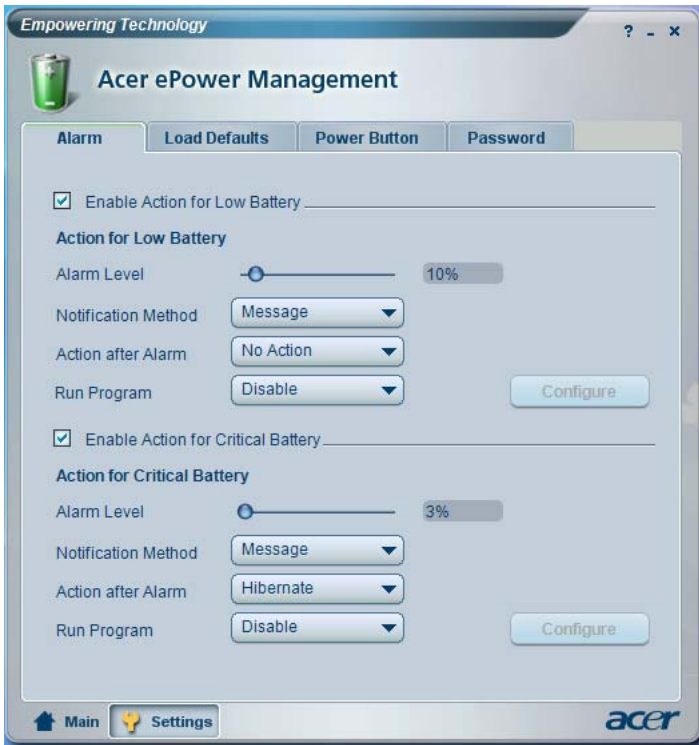 Empowering Technology
? - x
Acer ePower Management
Alarm Load Defaults Power Button Password
Enable Action for Low Battery
Action for Low Battery
Alarm Level 10%
Notification Method Message
Action after Alarm No Action
Run Program Disable Configure
Enable Action for Critical Battery
Action for Critical Battery
Alarm Level 3%
Notification Method Message
Action after Alarm Hibernate
Run Program Disable Configure
Main Settings acer